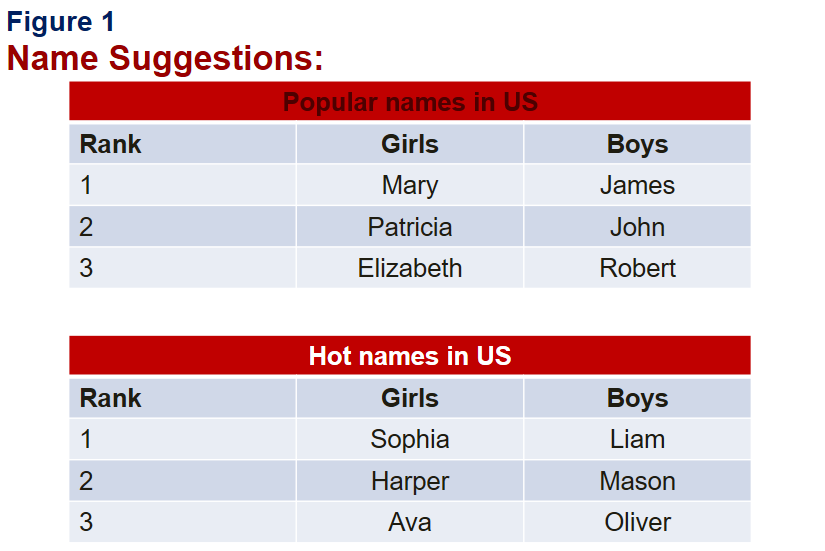 Figure 1
Name Suggestions:
Popular names in US
Rank Girls Boys
1 Mary James
2 Patricia John
3 Elizabeth Robert
Hot names in US
Rank Girls Boys
1 Sophia Liam
2 Harper Mason
3 Ava Oliver